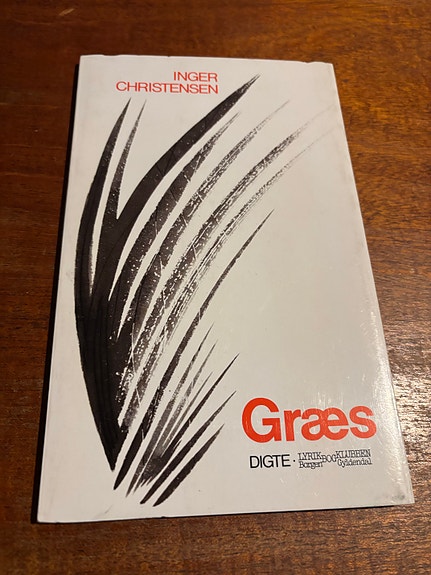 INGER
CHRISTENSEN
Græs
DIGTE · LYRIKBOGKLUBBEN
Borgen Gyldendal